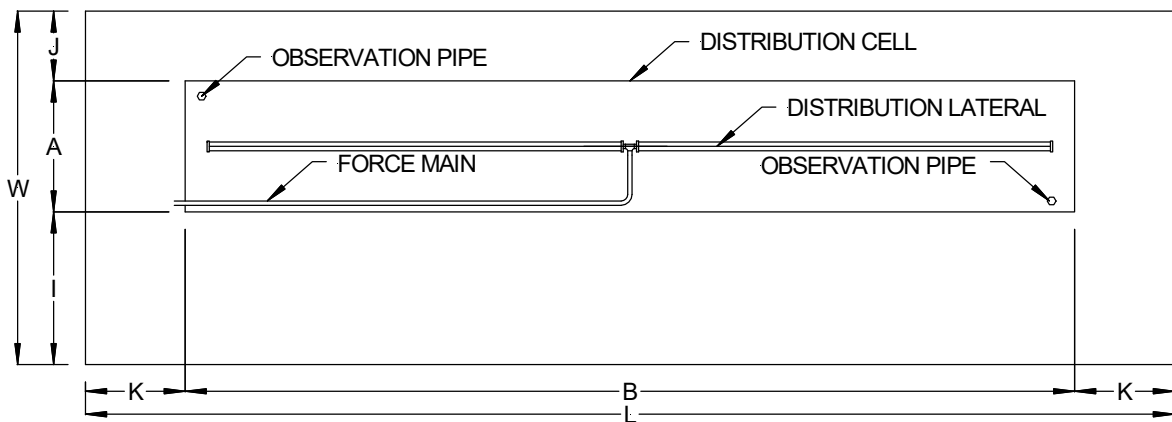 J
DISTRIBUTION CELL
OBSERVATION PIPE
DISTRIBUTION LATERAL
A
FORCE MAIN
OBSERVATION PIPE
W
I
K
B
K
L